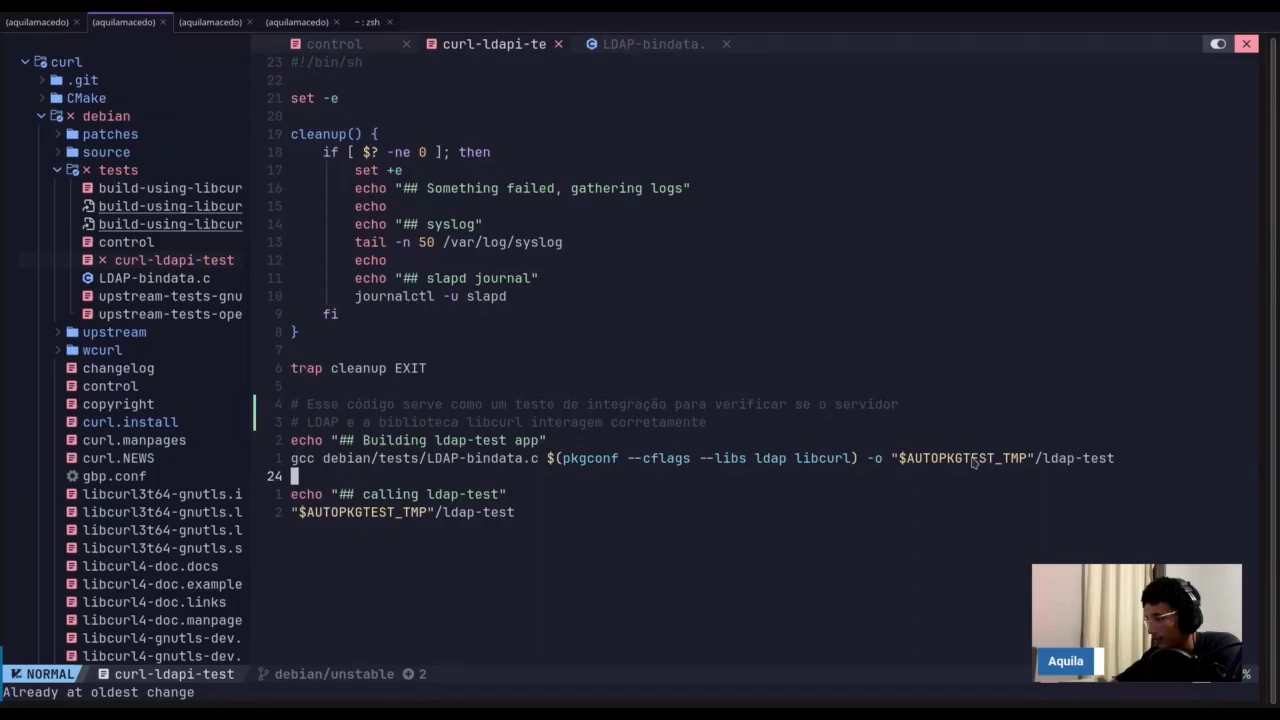 (aquilamacedo) × (aquilamacedo) × (aquilamacedo) × (aquilamacedo) × ~ : zsh ×
control × curl-ldapi-te × LDAP-bindata. ×
curl
.git
CMake
debian
patches
source
tests
build-using-libcur
build-using-libcur
build-using-libcur
control
curl-ldapi-test
LDAP-bindata.c
upstream-tests-gnu
upstream-tests-ope
upstream
wcurl
changelog
control
copyright
curl.install
curl.manpages
curl.NEWS
gbp.conf
libcurl3t64-gnutls.i
libcurl3t64-gnutls.l
libcurl3t64-gnutls.s
libcurl4-doc.docs
libcurl4-doc.example
libcurl4-doc.links
libcurl4-doc.manpage
libcurl4-gnutls-dev.
libcurl4-gnutls-dev.
23 #!/bin/sh
22
21 set -e
20
19 cleanup() {
18 if [ $? -ne 0 ]; then
17 set +e
16 echo "## Something failed, gathering logs"
15 echo
14 echo "## syslog"
13 tail -n 50 /var/log/syslog
12 echo
11 echo "## slapd journal"
10 journalctl -u slapd
9 fi
8 }
7
6 trap cleanup EXIT
5
4 # Esse código serve como um teste de integração para verificar se o servidor
3 # LDAP e a biblioteca libcurl interagem corretamente
2 echo "## Building ldap-test app"
1 gcc debian/tests/LDAP-bindata.c $(pkgconf --cflags --libs ldap libcurl) -o "$AUTOPKGTEST_TMP"/ldap-test
24
1 echo "## calling ldap-test"
2 "$AUTOPKGTEST_TMP"/ldap-test
Aquila
NORMAL curl-ldapi-test debian/unstable 2 %
Already at oldest change